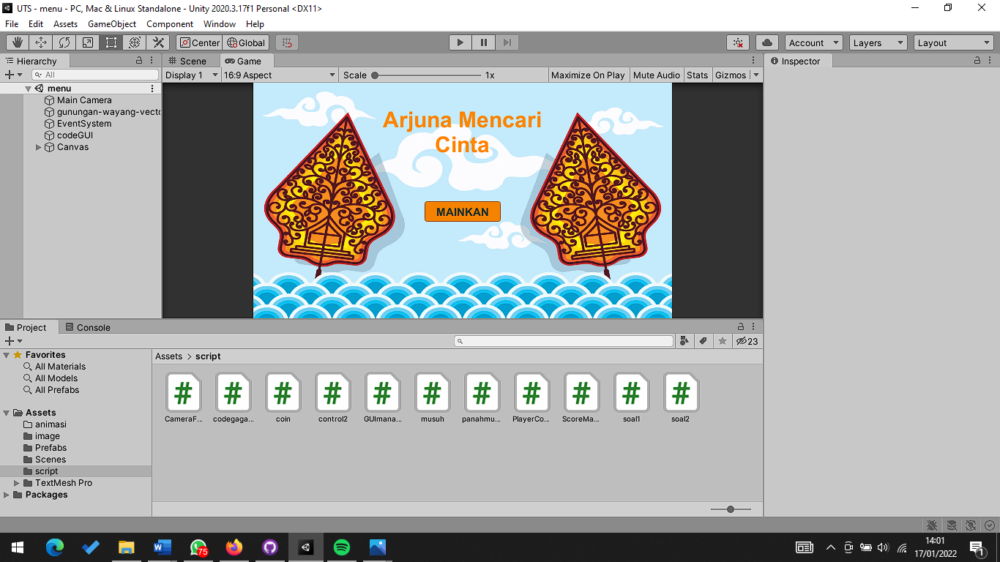 UTS - menu - PC, Mac & Linux Standalone - Unity 2020.3.17f1 Personal <DX11>
File Edit Assets GameObject Component Window Help
Center Global Account Layers Layout
Hierarchy
All
menu
Main Camera
gunungan-wayang-vecto
EventSystem
codeGUI
Canvas
Scene Game
Display 1 16:9 Aspect Scale 1x Maximize On Play Mute Audio Stats Gizmos
Arjuna Mencari
Cinta
MAINKAN
Inspector
Project Console
23
Favorites
All Materials
All Models
All Prefabs
Assets
animasi
image
Prefabs
Scenes
script
TextMesh Pro
Packages
Assets > script
CameraF... codegaga... coin control2 GUImana... musuh panahmu... PlayerCo... ScoreMa... soal1 soal2
75
14:01
17/01/2022
1